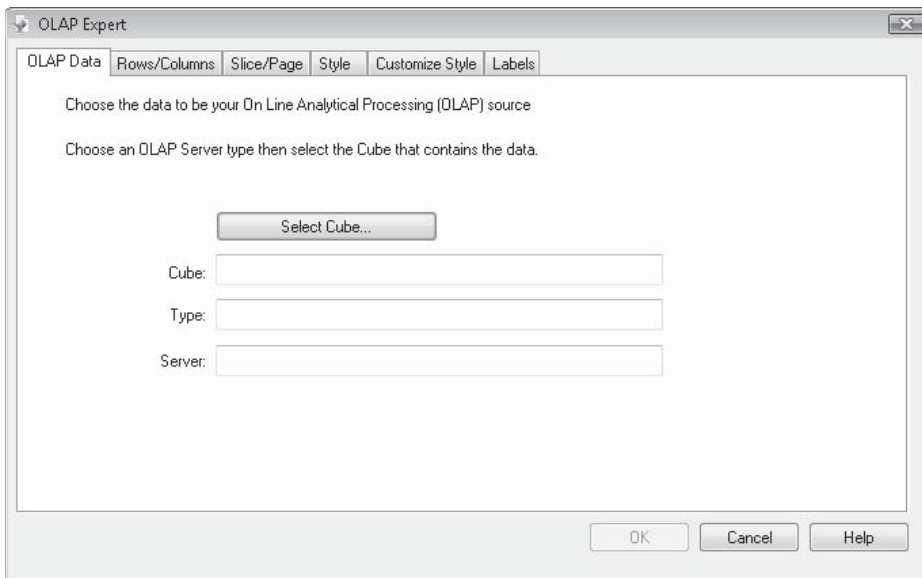 OLAP Expert
OLAP Data Rows/Columns Slice/Page Style Customize Style Labels
Choose the data to be your On Line Analytical Processing (OLAP) source
Choose an OLAP Server type then select the Cube that contains the data.
Select Cube...
Cube:
Type:
Server:
OK Cancel Help